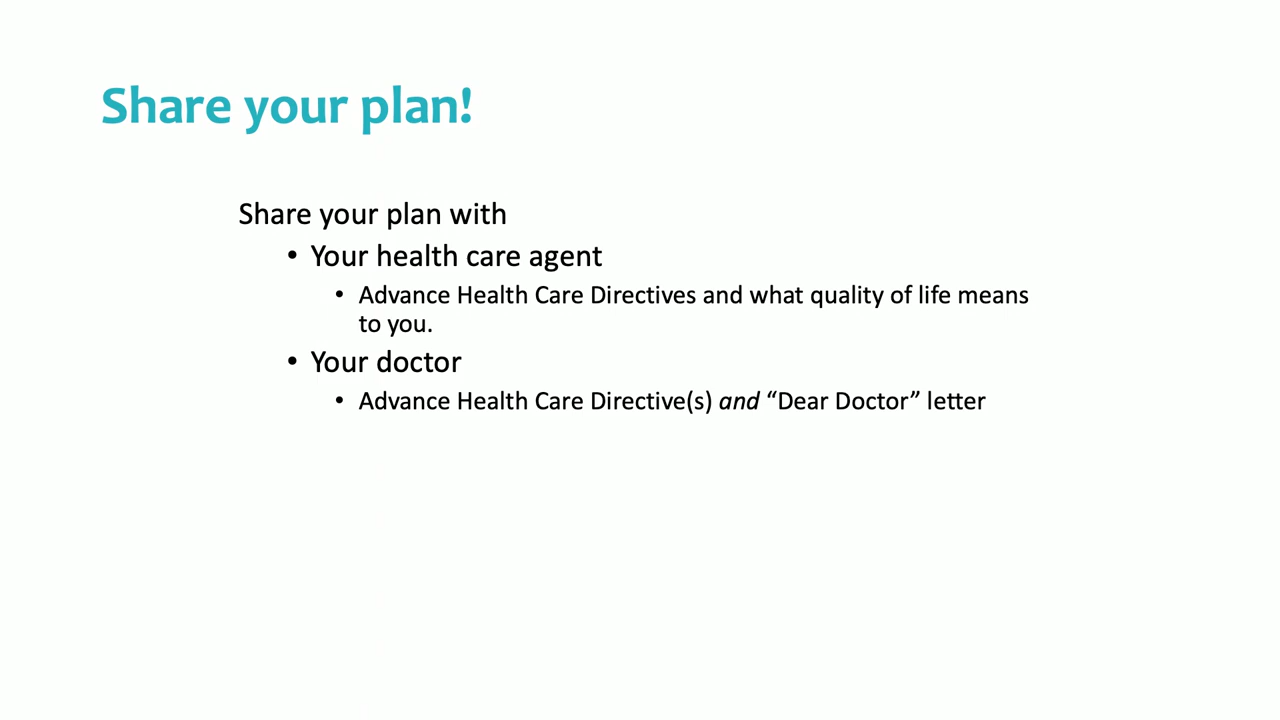 Share your plan!
Share your plan with
• Your health care agent
• Advance Health Care Directives and what quality of life means
to you.
• Your doctor
• Advance Health Care Directive(s) and “Dear Doctor” letter